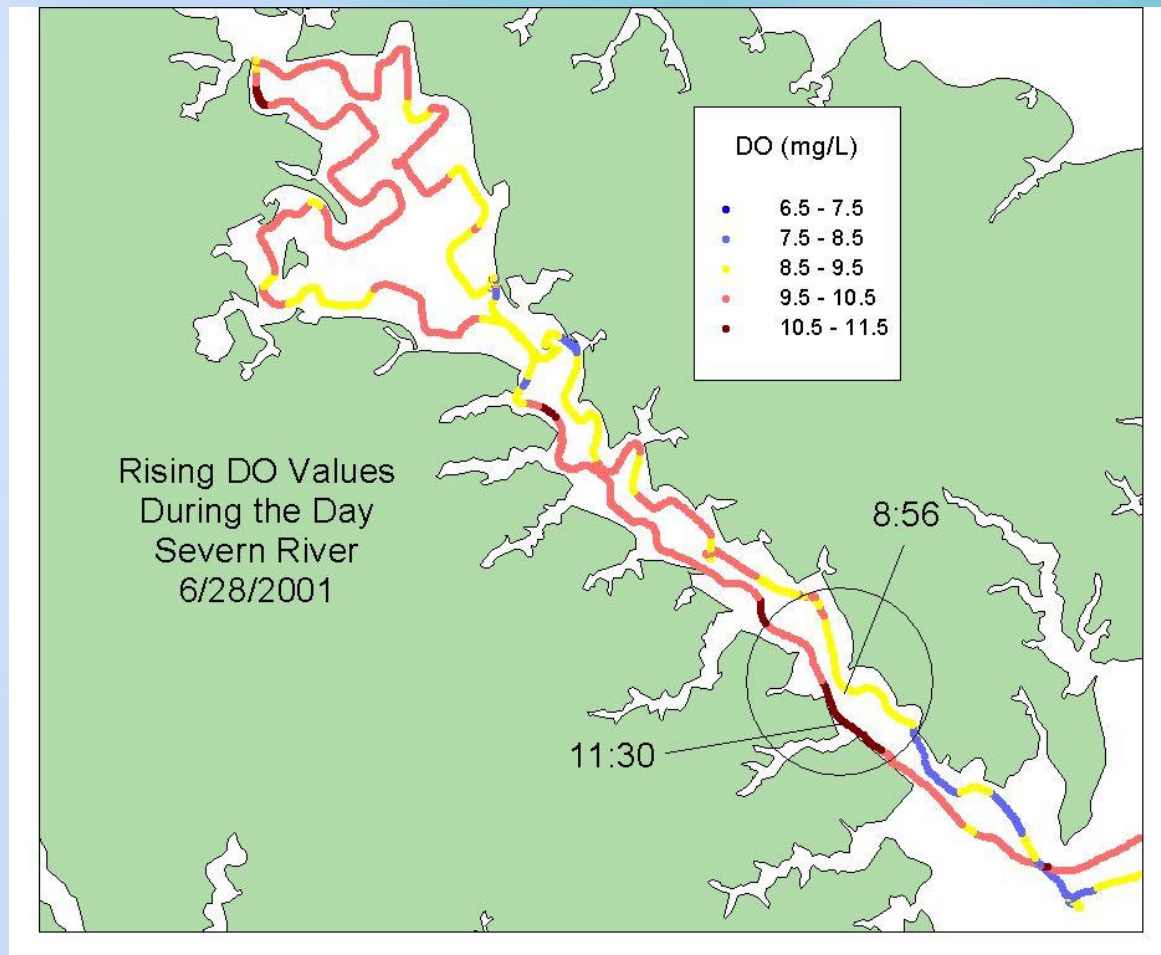 DO (mg/L)
6.5 - 7.5
7.5 - 8.5
8.5 - 9.5
9.5 - 10.5
10.5 - 11.5
Rising DO Values
During the Day
Severn River
6/28/2001
8:56
11:30